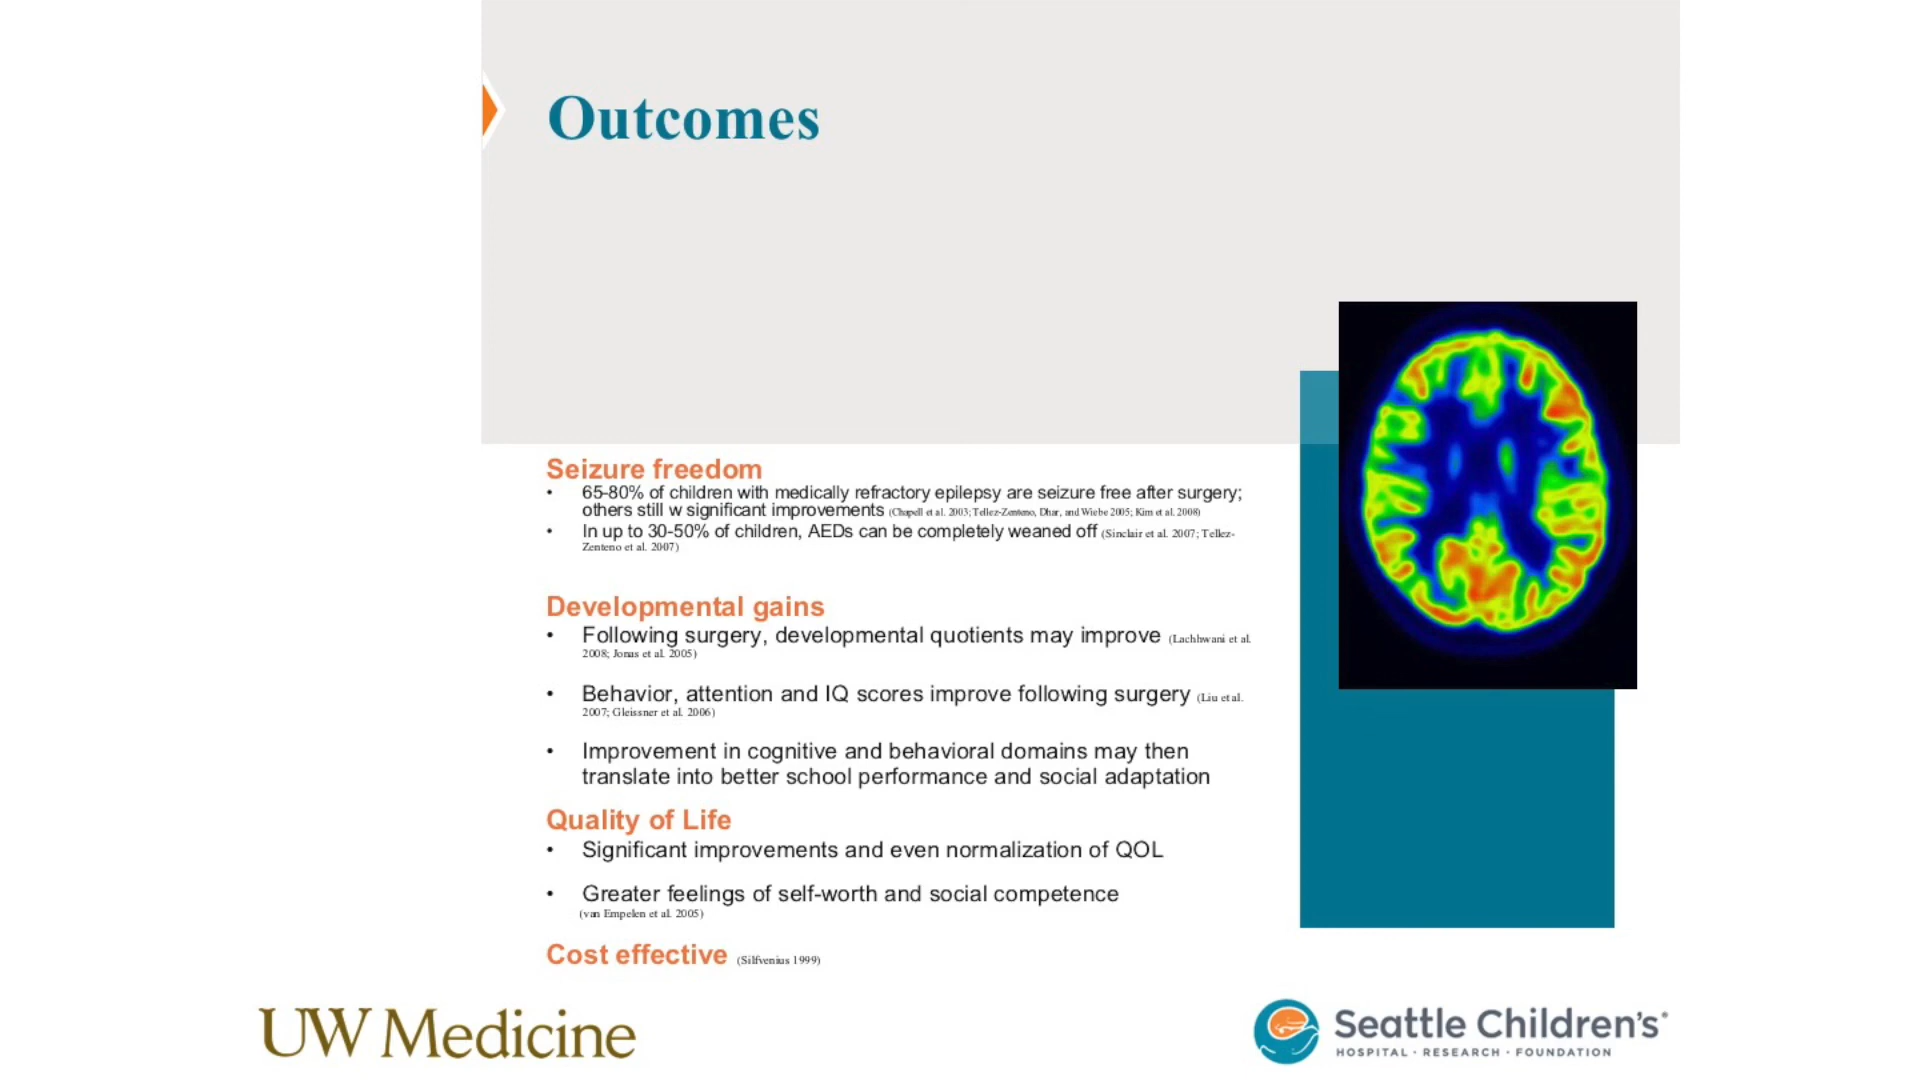 Outcomes
Seizure freedom
• 65-80% of children with medically refractory epilepsy are seizure free after surgery;
others still w significant improvements (Chapell et al. 2003; Tellez-Zenteno, Dhar, and Wiebe 2005; Kim et al. 2008)
• In up to 30-50% of children, AEDs can be completely weaned off (Sinclair et al. 2007; Tellez-
Zenteno et al. 2007)
Developmental gains
• Following surgery, developmental quotients may improve (Lachhwani et al.
2008; Jonas et al. 2005)
• Behavior, attention and IQ scores improve following surgery (Liu et al.
2007; Gleissner et al. 2006)
• Improvement in cognitive and behavioral domains may then
translate into better school performance and social adaptation
Quality of Life
• Significant improvements and even normalization of QOL
• Greater feelings of self-worth and social competence
(van Empelen et al. 2005)
Cost effective (Silfvenius 1999)
UW Medicine
Seattle Children's®
HOSPITAL · RESEARCH · FOUNDATION